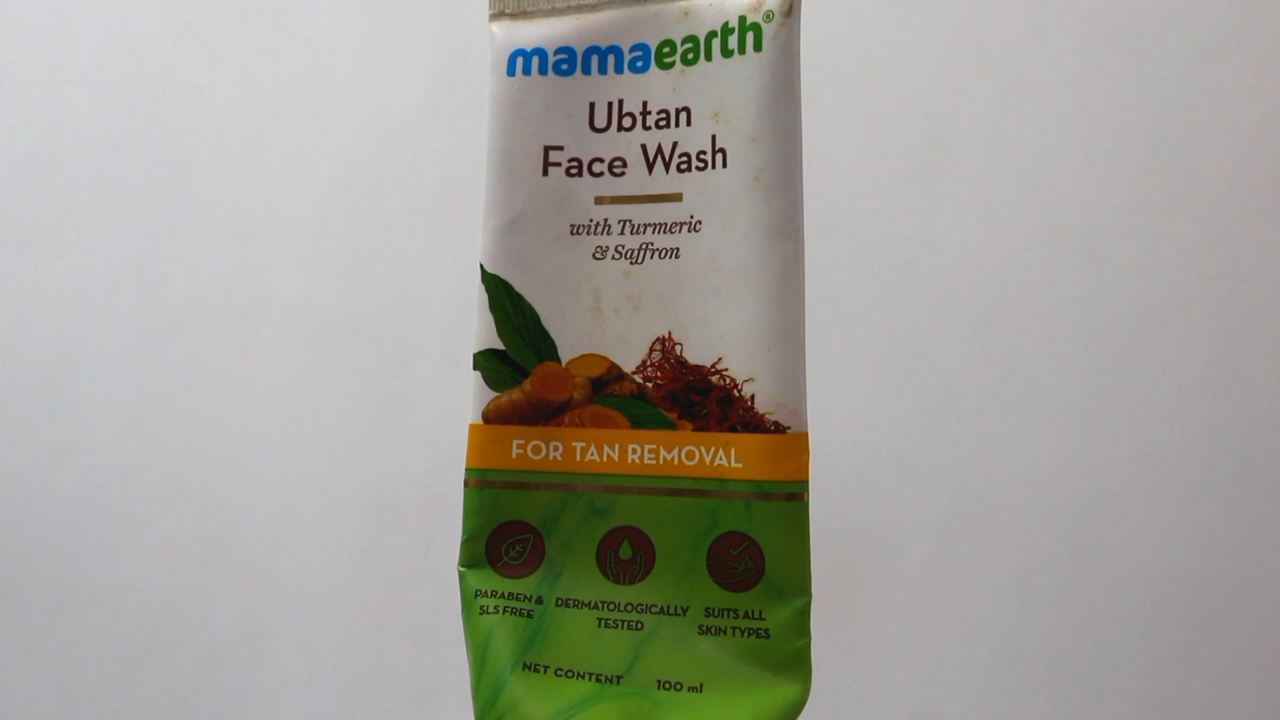 mamaearth®
Ubtan
Face Wash
with Turmeric
& Saffron
FOR TAN REMOVAL
PARABEN &
SLS FREE
DERMATOLOGICALLY
TESTED
SUITS ALL
SKIN TYPES
NET CONTENT 100 ml